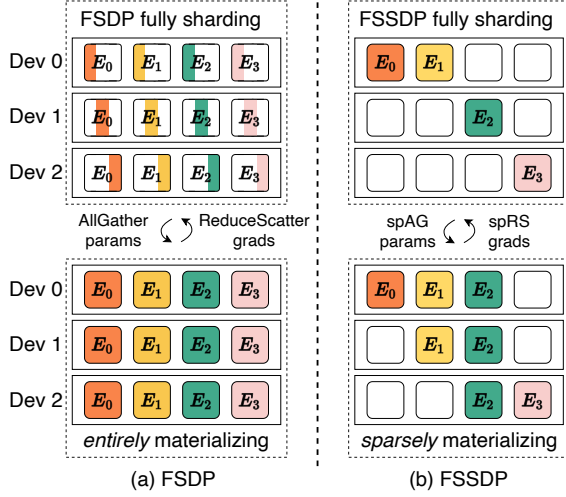 FSDP fully sharding
Dev 0 E0 E1 E2 E3
Dev 1 E0 E1 E2 E3
Dev 2 E0 E1 E2 E3
AllGather params
ReduceScatter grads
Dev 0 E0 E1 E2 E3
Dev 1 E0 E1 E2 E3
Dev 2 E0 E1 E2 E3
entirely materializing
(a) FSDP
FSSDP fully sharding
E0 E1
E2
E3
spAG params
spRS grads
E0 E1 E2
E1 E2
E2 E3
sparsely materializing
(b) FSSDP